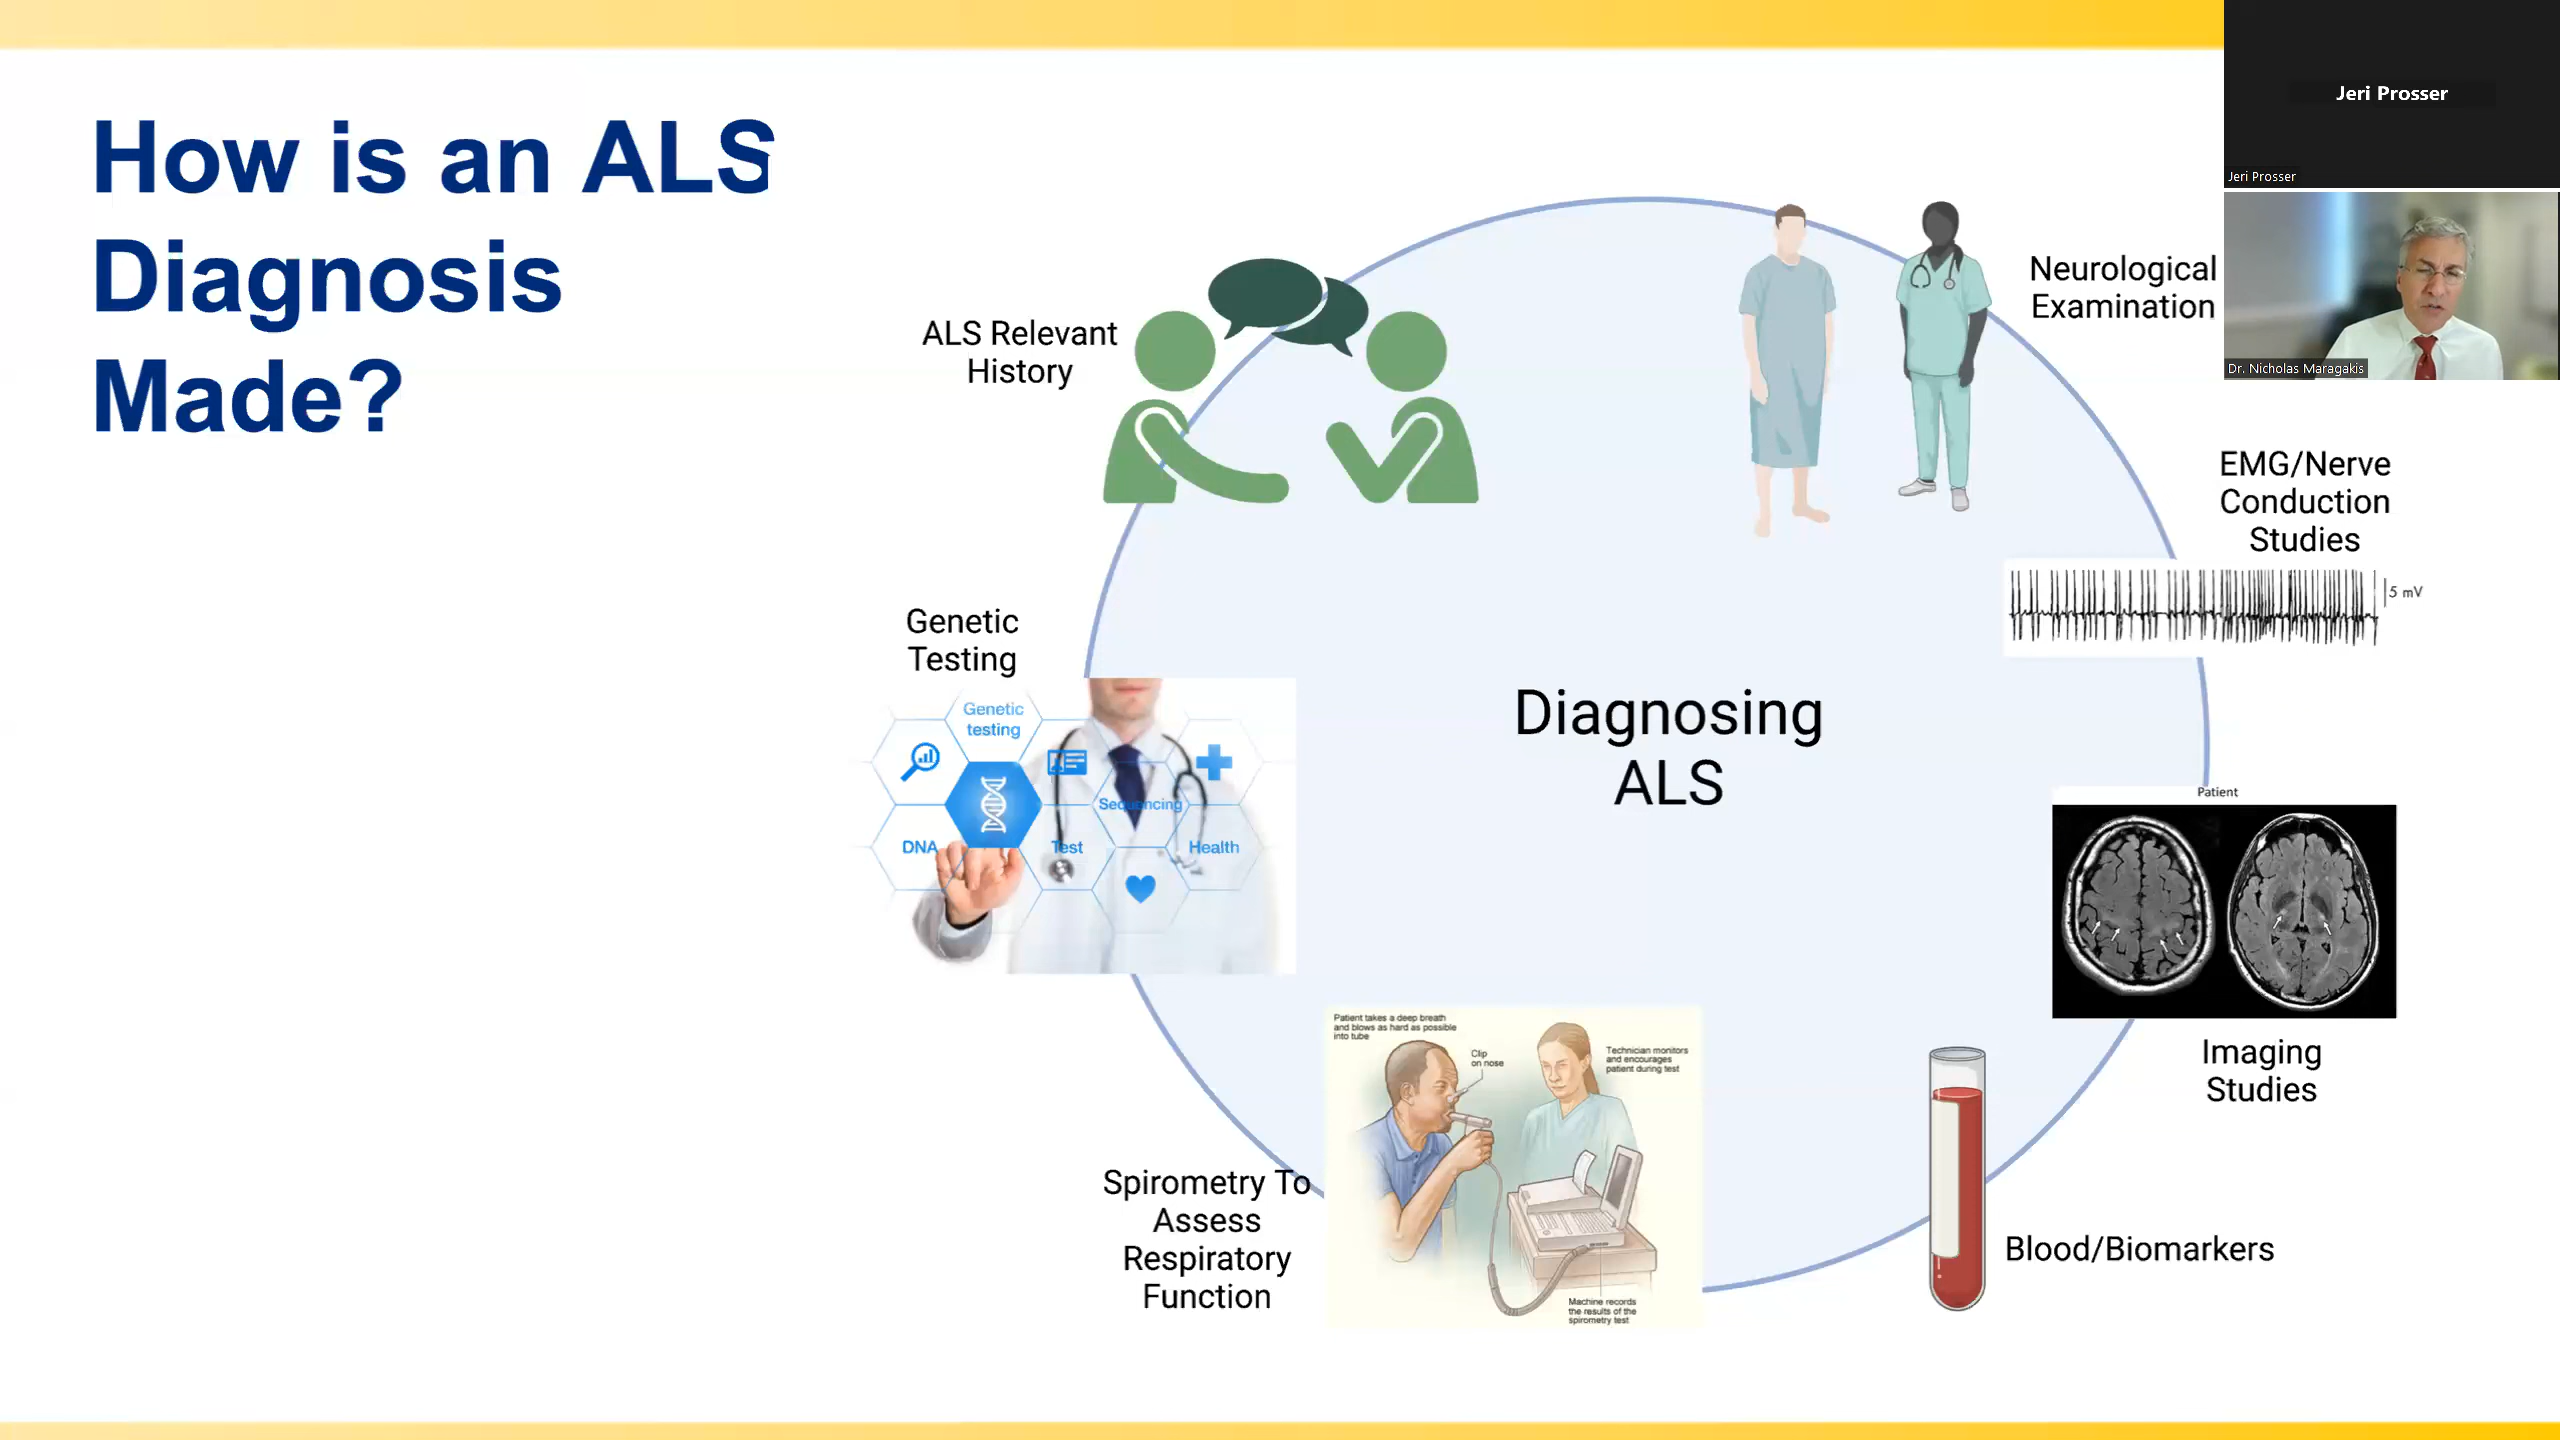 How is an ALS
Diagnosis
Made?
Jeri Prosser
Jeri Prosser
Dr. Nicholas Maragakis
ALS Relevant
History
Neurological
Examination
EMG/Nerve
Conduction
Studies
5 mV
Genetic
Testing
Genetic
testing
Sequencing
DNA
Test
Health
Diagnosing
ALS
Patient
Imaging
Studies
Patient takes a deep breath
and blows as hard as possible
into tube
Clip
on nose
Technician monitors
and encourages
patient during test
Machine records
the results of the
spirometry test
Spirometry To
Assess
Respiratory
Function
Blood/Biomarkers